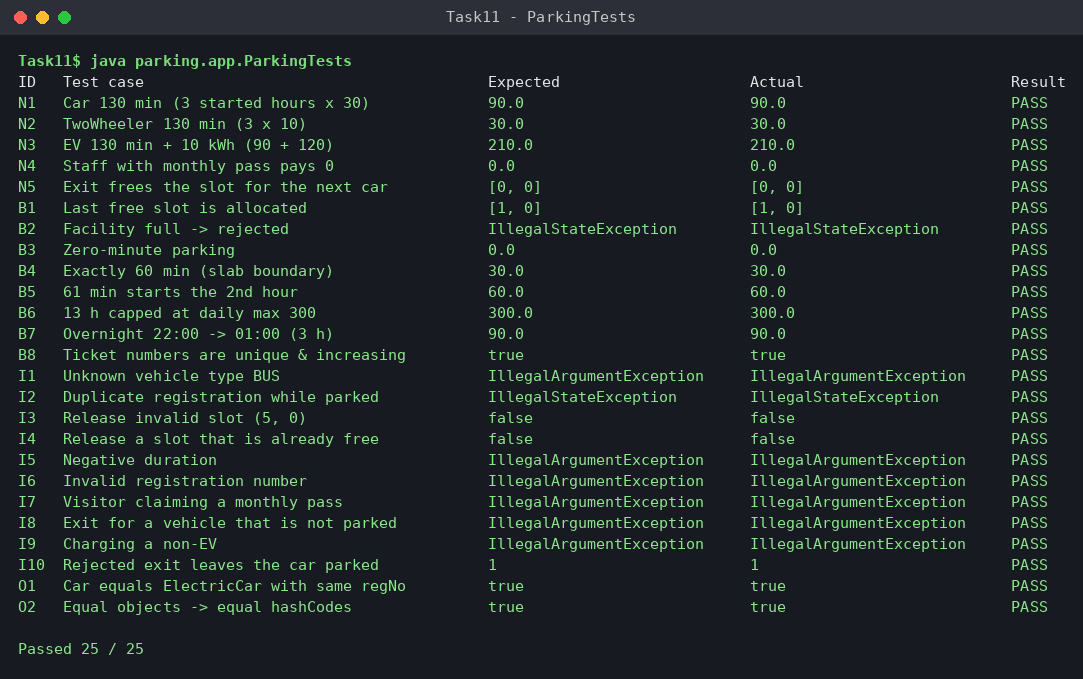 Task11 - ParkingTests
Task11$ java parking.app.ParkingTests
ID Test case Expected Actual Result
N1 Car 130 min (3 started hours x 30) 90.0 90.0 PASS
N2 TwoWheeler 130 min (3 x 10) 30.0 30.0 PASS
N3 EV 130 min + 10 kWh (90 + 120) 210.0 210.0 PASS
N4 Staff with monthly pass pays 0 0.0 0.0 PASS
N5 Exit frees the slot for the next car [0, 0] [0, 0] PASS
B1 Last free slot is allocated [1, 0] [1, 0] PASS
B2 Facility full -> rejected IllegalStateException IllegalStateException PASS
B3 Zero-minute parking 0.0 0.0 PASS
B4 Exactly 60 min (slab boundary) 30.0 30.0 PASS
B5 61 min starts the 2nd hour 60.0 60.0 PASS
B6 13 h capped at daily max 300 300.0 300.0 PASS
B7 Overnight 22:00 -> 01:00 (3 h) 90.0 90.0 PASS
B8 Ticket numbers are unique & increasing true true PASS
I1 Unknown vehicle type BUS IllegalArgumentException IllegalArgumentException PASS
I2 Duplicate registration while parked IllegalStateException IllegalStateException PASS
I3 Release invalid slot (5, 0) false false PASS
I4 Release a slot that is already free false false PASS
I5 Negative duration IllegalArgumentException IllegalArgumentException PASS
I6 Invalid registration number IllegalArgumentException IllegalArgumentException PASS
I7 Visitor claiming a monthly pass IllegalArgumentException IllegalArgumentException PASS
I8 Exit for a vehicle that is not parked IllegalArgumentException IllegalArgumentException PASS
I9 Charging a non-EV IllegalArgumentException IllegalArgumentException PASS
I10 Rejected exit leaves the car parked 1 1 PASS
O1 Car equals ElectricCar with same regNo true true PASS
O2 Equal objects -> equal hashCodes true true PASS
Passed 25 / 25